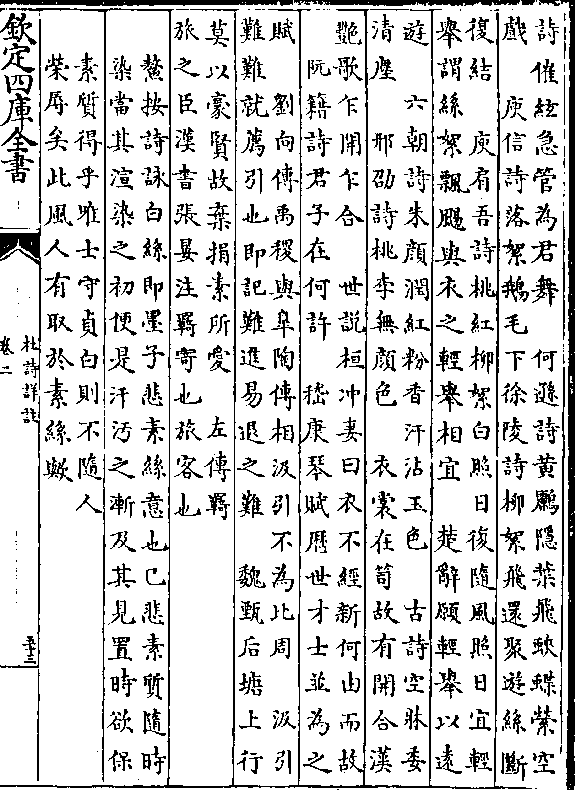 詩催絃急管為君舞　何遜詩黄鸝隱葉飛蛺蝶縈空
戲　庾信詩落絮鵝毛下徐陵詩柳絮飛還聚遊絲斷
復結　庾肩吾詩桃紅柳絮白照日復隨風照日宜輕
舉謂絲絮飄颺與衣之輕舉相宜　楚辭願輕舉以遠
遊　六朝詩朱顔潤紅粉香汗沾玉色　古詩空牀委
清塵　邢邵詩桃李無顔色　衣裳在笥故有開合漢
艷歌乍開乍合　世説桓冲妻曰衣不經新何由而故
阮籍詩君子在何許　嵇康琴賦歴世才士並為之
賦　劉向傳禹稷與臯陶傳相汲引不為比周　汲引
難難就薦引也即記難進易退之難　魏甄后塘上行
莫以豪賢故棄捐素所愛　左傳羇
旅之臣漢書張晏注羇寄也旅客也
鰲按詩詠白絲即墨子悲素絲意也已悲素質隨時
染當其渲染之初便是汗汚之漸及其見置時欲保
素質得乎唯士守貞白則不隨人
榮辱矣此風人有取於素絲歟
欽定四庫全書
杜詩詳註
卷二
五十三